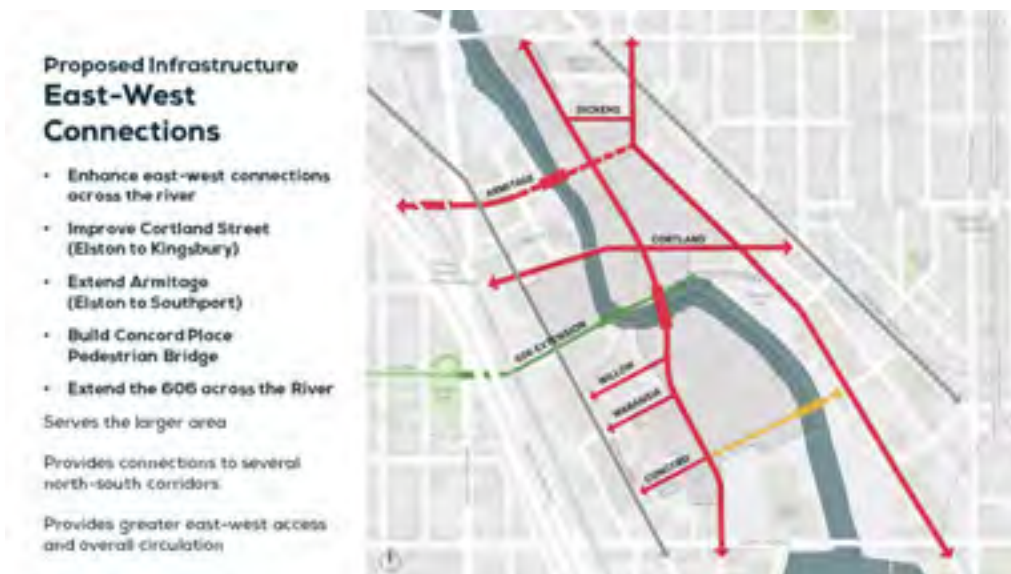 Proposed Infrastructure
East-West
Connections
• Enhance east-west connections
across the river
• Improve Cortland Street
(Elston to Kingsbury)
• Extend Armitage
(Elston to Southport)
• Build Concord Place
Pedestrian Bridge
• Extend the 606 across the River
Serves the larger area
Provides connections to several
north-south corridors
Provides greater east-west access
and overall circulation
DICKENS
ARMITAGE
CORTLAND
606 EXTENSION
WILLOW
WABANSIA
CONCORD